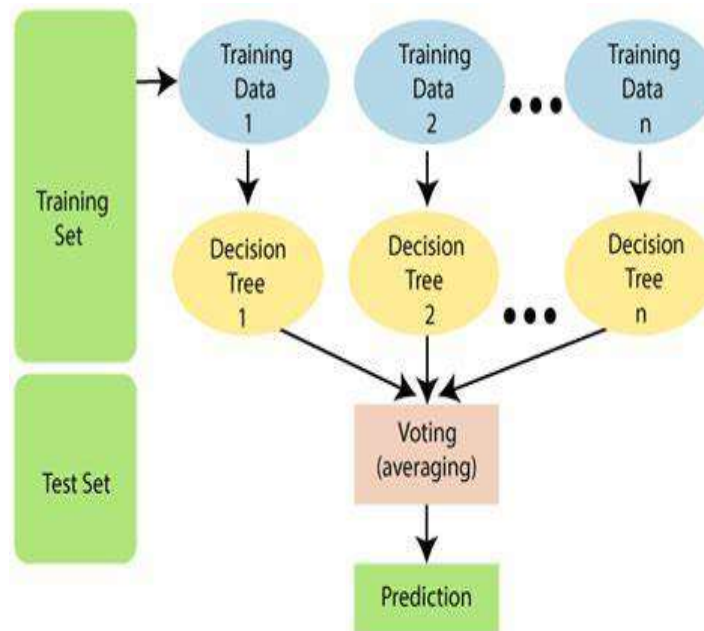 Training
Set
Test Set
Training
Data
1
Training
Data
2
Training
Data
n
Decision
Tree
1
Decision
Tree
2
Decision
Tree
n
Voting
(averaging)
Prediction